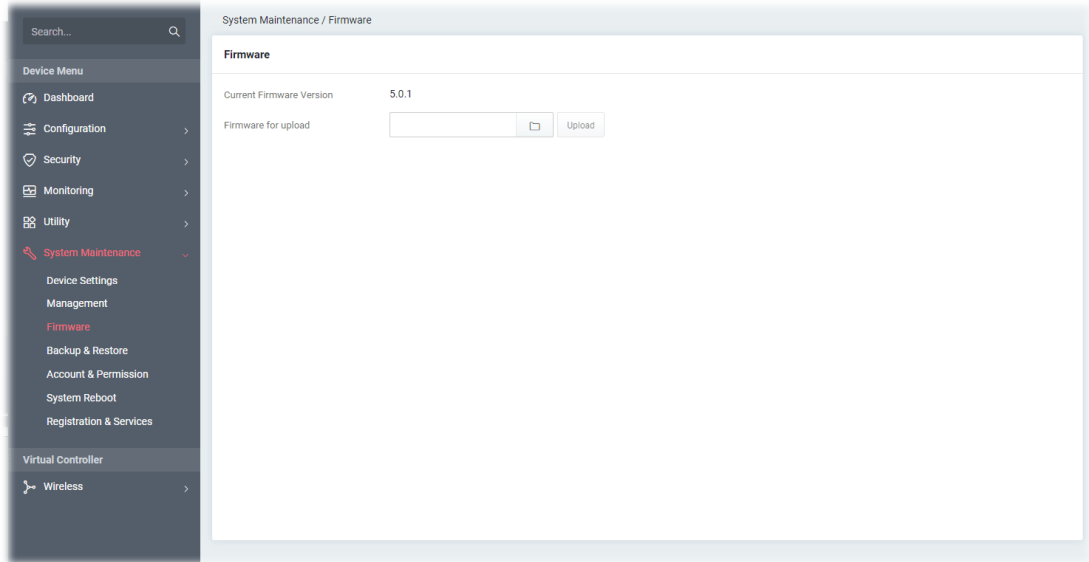 Search...
Device Menu
Dashboard
Configuration
Security
Monitoring
Utility
System Maintenance
Device Settings
Management
Firmware
Backup & Restore
Account & Permission
System Reboot
Registration & Services
Virtual Controller
Wireless
System Maintenance / Firmware
Firmware
Current Firmware Version 5.0.1
Firmware for upload Upload